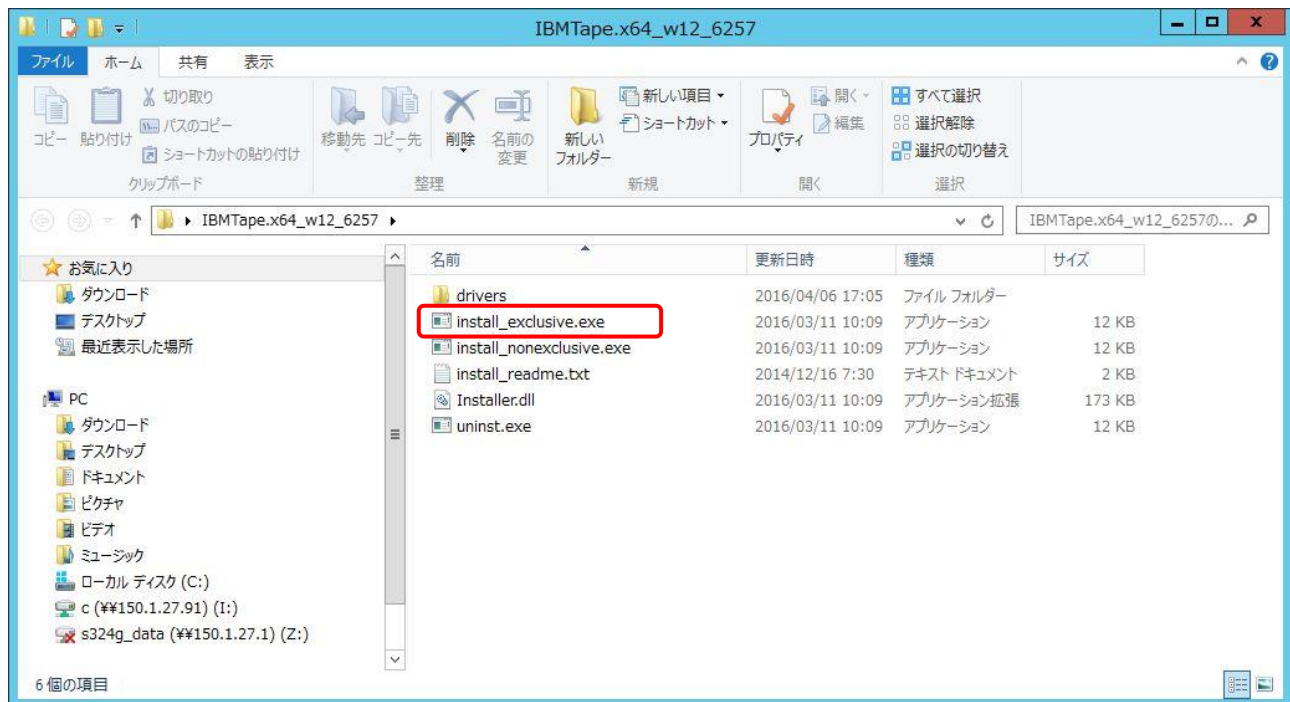 IBMTape.x64_w12_6257
ファイル ホーム 共有 表示
コピー 貼り付け 切り取り パスのコピー ショートカットの貼り付け 移動先 コピー先 削除 名前の変更 新しいフォルダー 新しい項目 ショートカット プロパティ 開く 編集 すべて選択 選択解除 選択の切り替え
クリップボード 整理 新規 開く 選択
IBMTape.x64_w12_6257 IBMTape.x64_w12_6257の...
お気に入り
ダウンロード
デスクトップ
最近表示した場所
PC
ダウンロード
デスクトップ
ドキュメント
ピクチャ
ビデオ
ミュージック
ローカル ディスク (C:)
c (¥¥150.1.27.91) (I:)
s324g_data (¥¥150.1.27.1) (Z:)
名前 更新日時 種類 サイズ
drivers 2016/04/06 17:05 ファイル フォルダー
install_exclusive.exe 2016/03/11 10:09 アプリケーション 12 KB
install_nonexclusive.exe 2016/03/11 10:09 アプリケーション 12 KB
install_readme.txt 2014/12/16 7:30 テキスト ドキュメント 2 KB
Installer.dll 2016/03/11 10:09 アプリケーション拡張 173 KB
uninst.exe 2016/03/11 10:09 アプリケーション 12 KB
6 個の項目